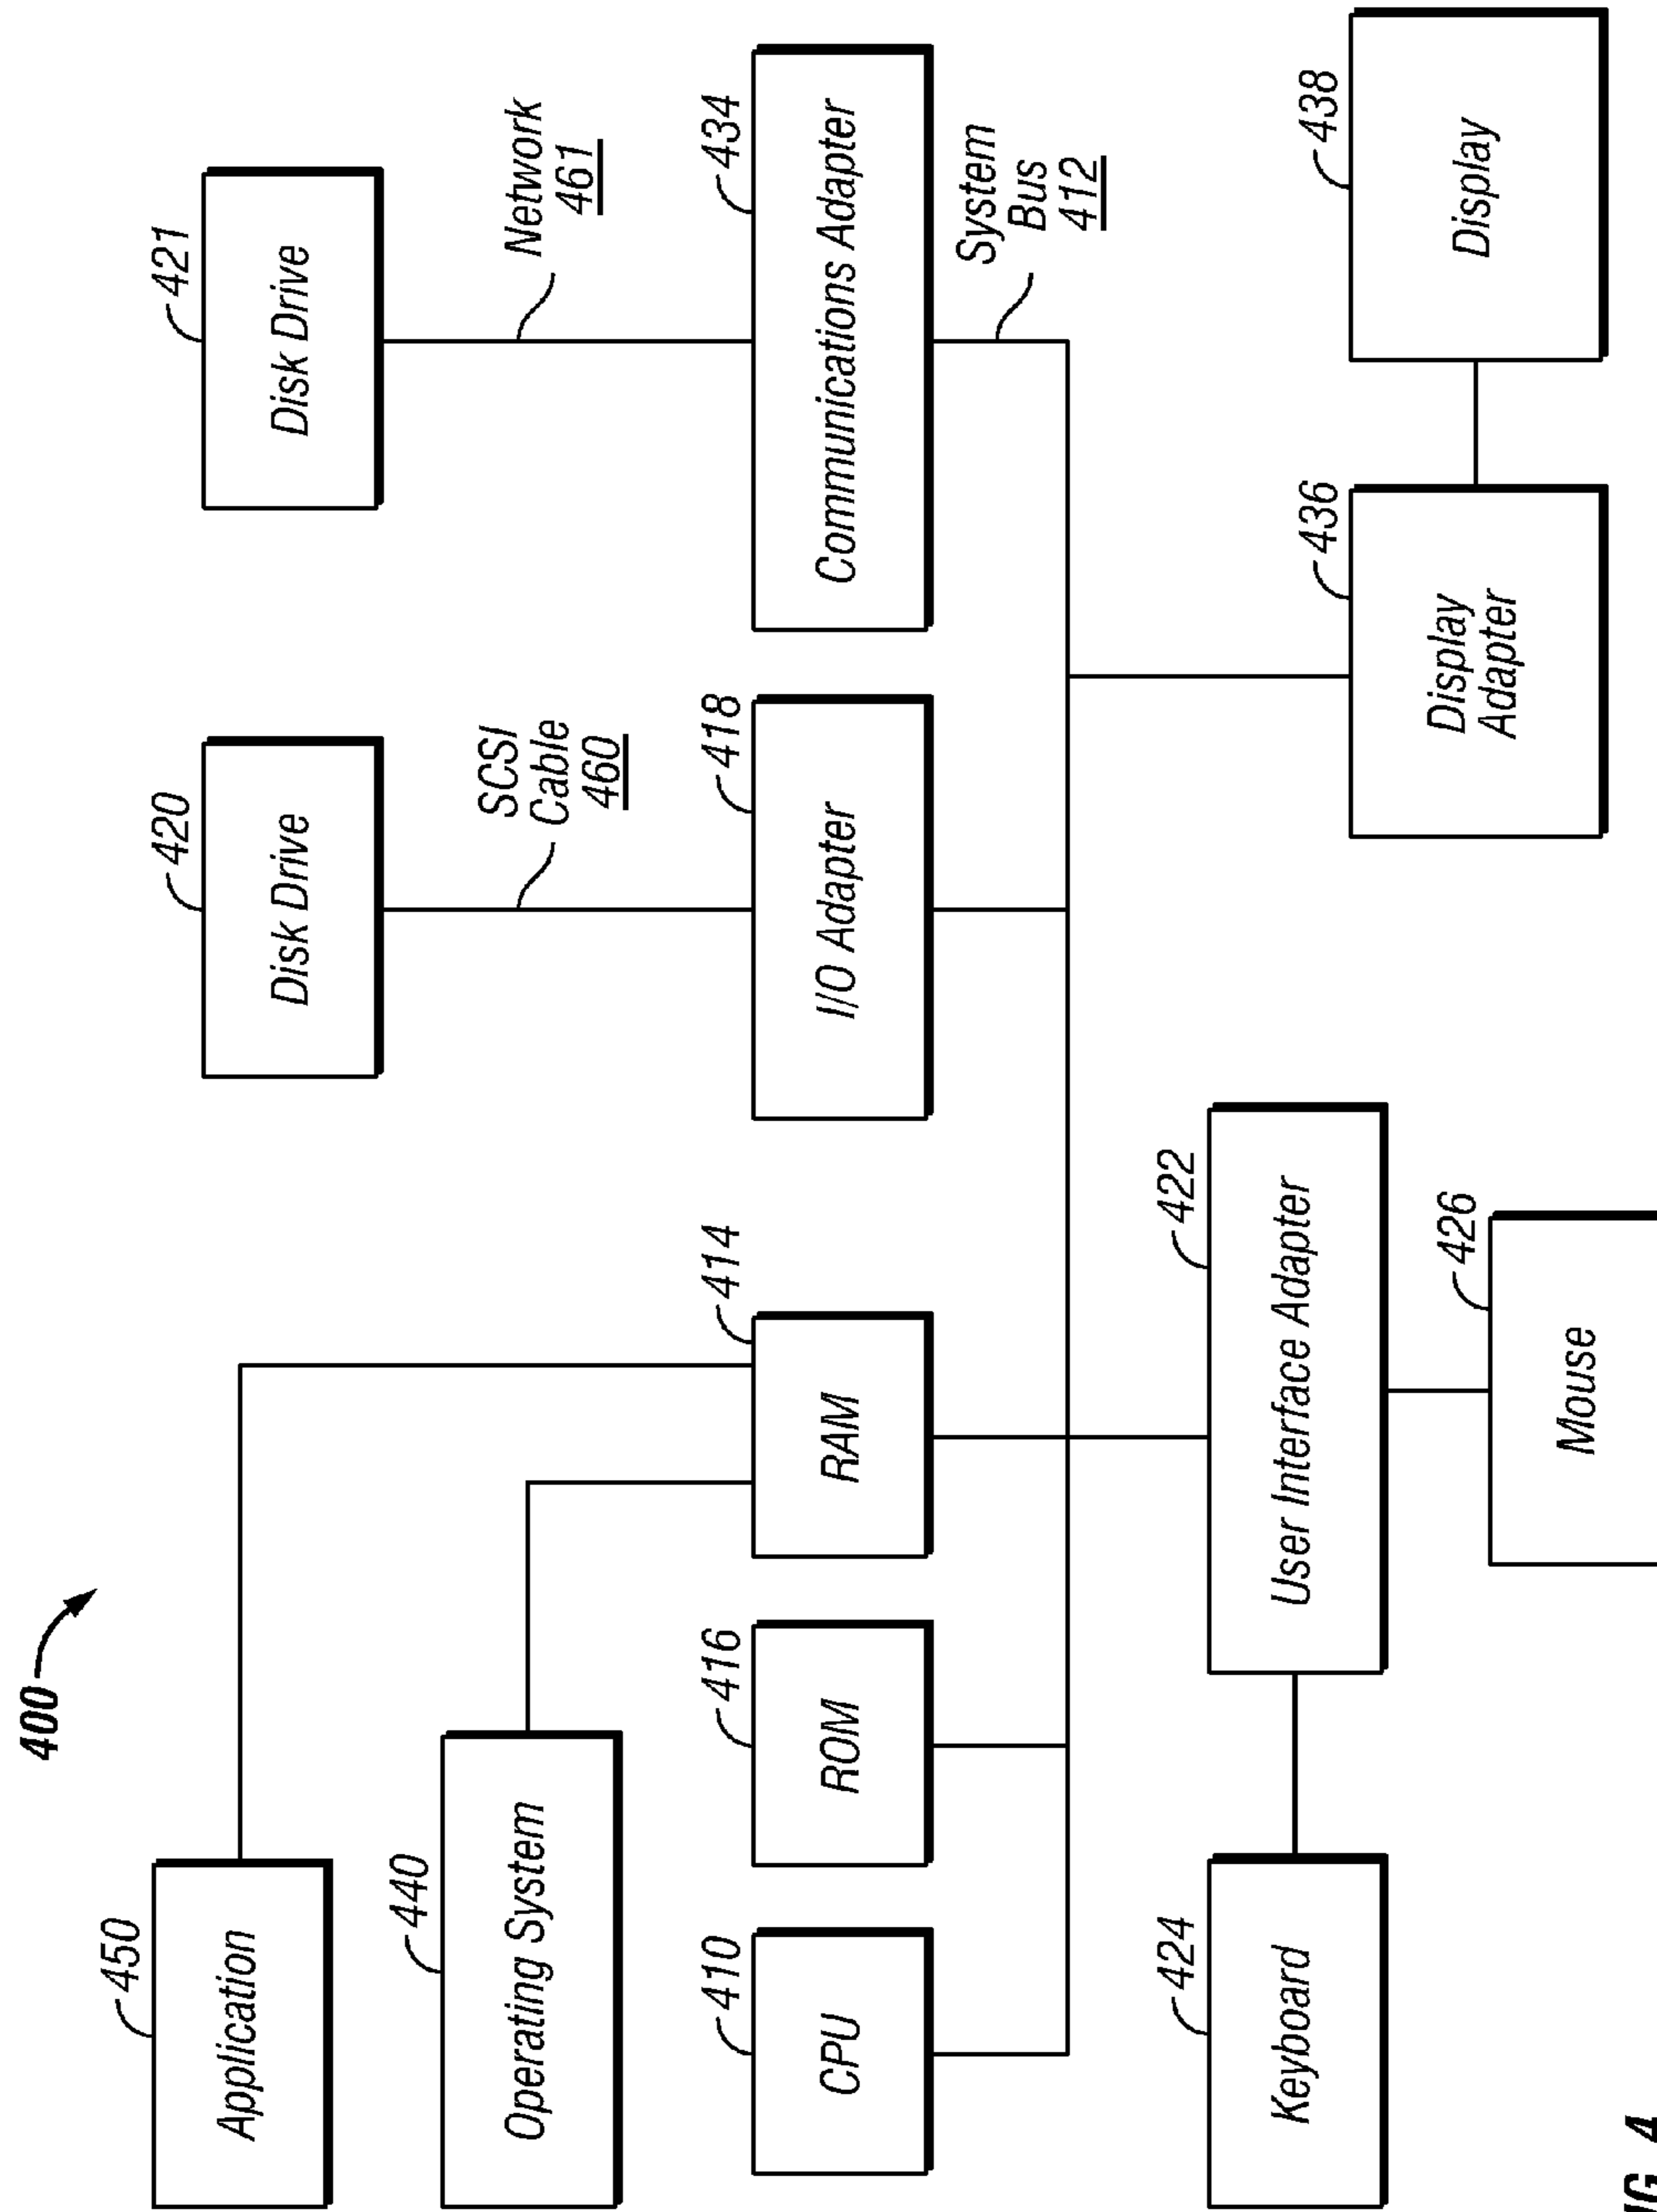 400
450
Application
440
Operating System
420
Disk Drive
421
Disk Drive
SCSI
Cable
460
Network
461
410
CPU
416
ROM
414
RAM
418
I/O Adapter
434
Communications Adapter
System
Bus
412
424
Keyboard
422
User Interface Adapter
426
Mouse
436
Display
Adapter
438
Display